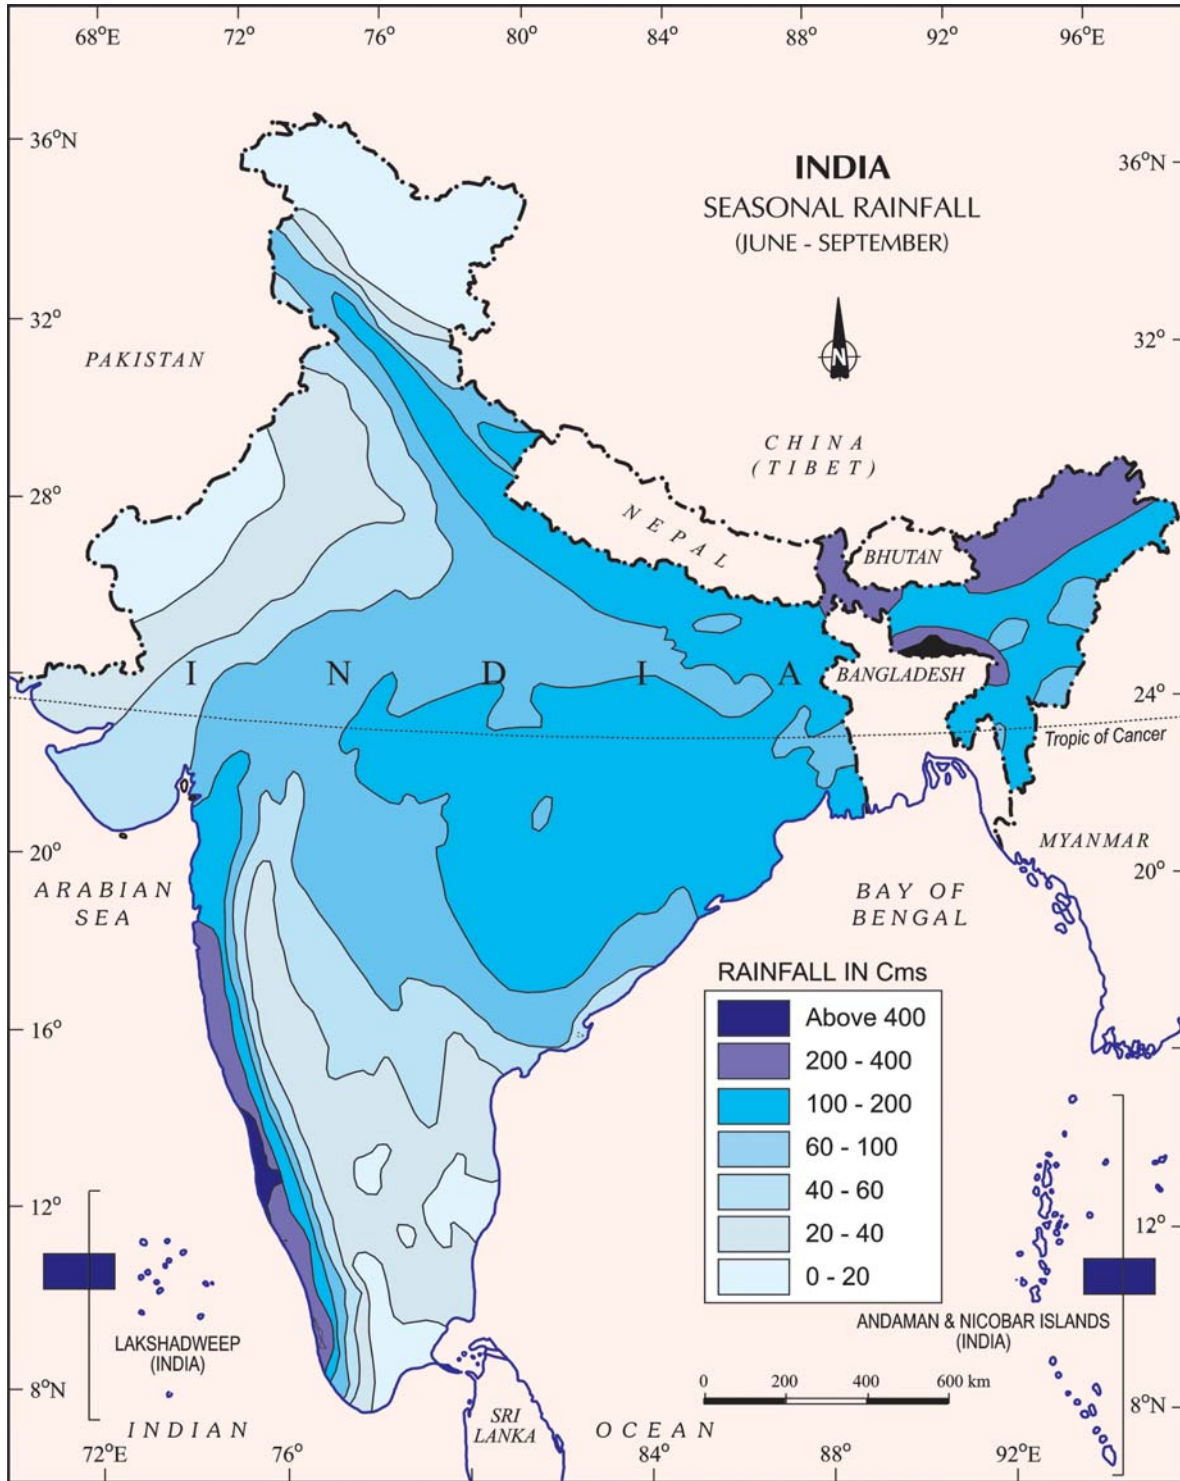 68°E 72° 76° 80° 84° 88° 92° 96°E
36°N
36°N
INDIA
SEASONAL RAINFALL
(JUNE - SEPTEMBER)
N
32°
32°
PAKISTAN
CHINA
(TIBET)
28°
28°
NEPAL
BHUTAN
INDIA
BANGLADESH
24°
24°
Tropic of Cancer
MYANMAR
20°
20°
ARABIAN
SEA
BAY OF
BENGAL
RAINFALL IN Cms
Above 400
200 - 400
100 - 200
60 - 100
40 - 60
20 - 40
0 - 20
16°
12°
12°
LAKSHADWEEP
(INDIA)
ANDAMAN & NICOBAR ISLANDS
(INDIA)
0 200 400 600 km
8°N
8°N
INDIAN
SRI
LANKA
OCEAN
72°E 76° 84° 88° 92°E